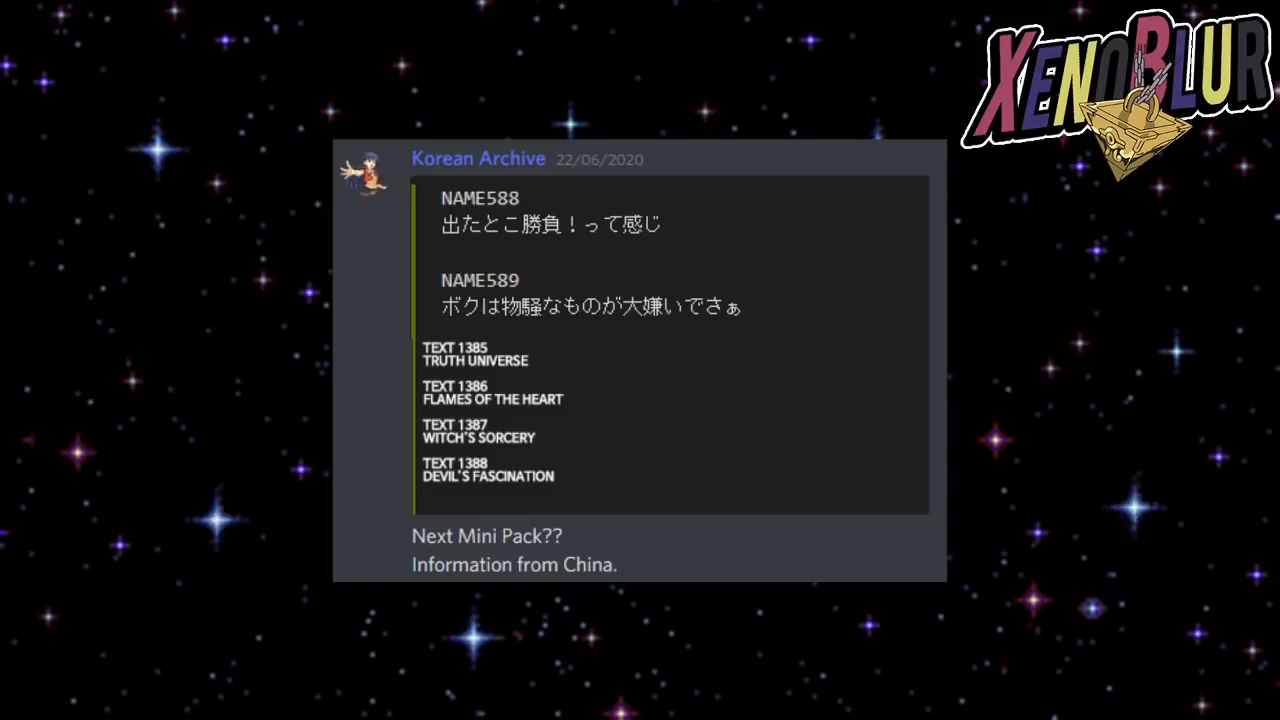 XENOBLUR
Korean Archive 22/06/2020
NAME588
出たとこ勝負！って感じ
NAME589
ボクは物騒なものが大嫌いでさぁ
TEXT 1385
TRUTH UNIVERSE
TEXT 1386
FLAMES OF THE HEART
TEXT 1387
WITCH'S SORCERY
TEXT 1388
DEVIL'S FASCINATION
Next Mini Pack??
Information from China.